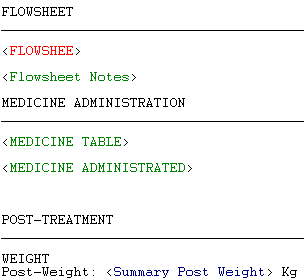 FLOWSHEET
<FLOWSHEE>
<Flowsheet Notes>
MEDICINE ADMINISTRATION
<MEDICINE TABLE>
<MEDICINE ADMINISTRATED>
POST-TREATMENT
WEIGHT
Post-Weight: <Summary Post Weight> Kg